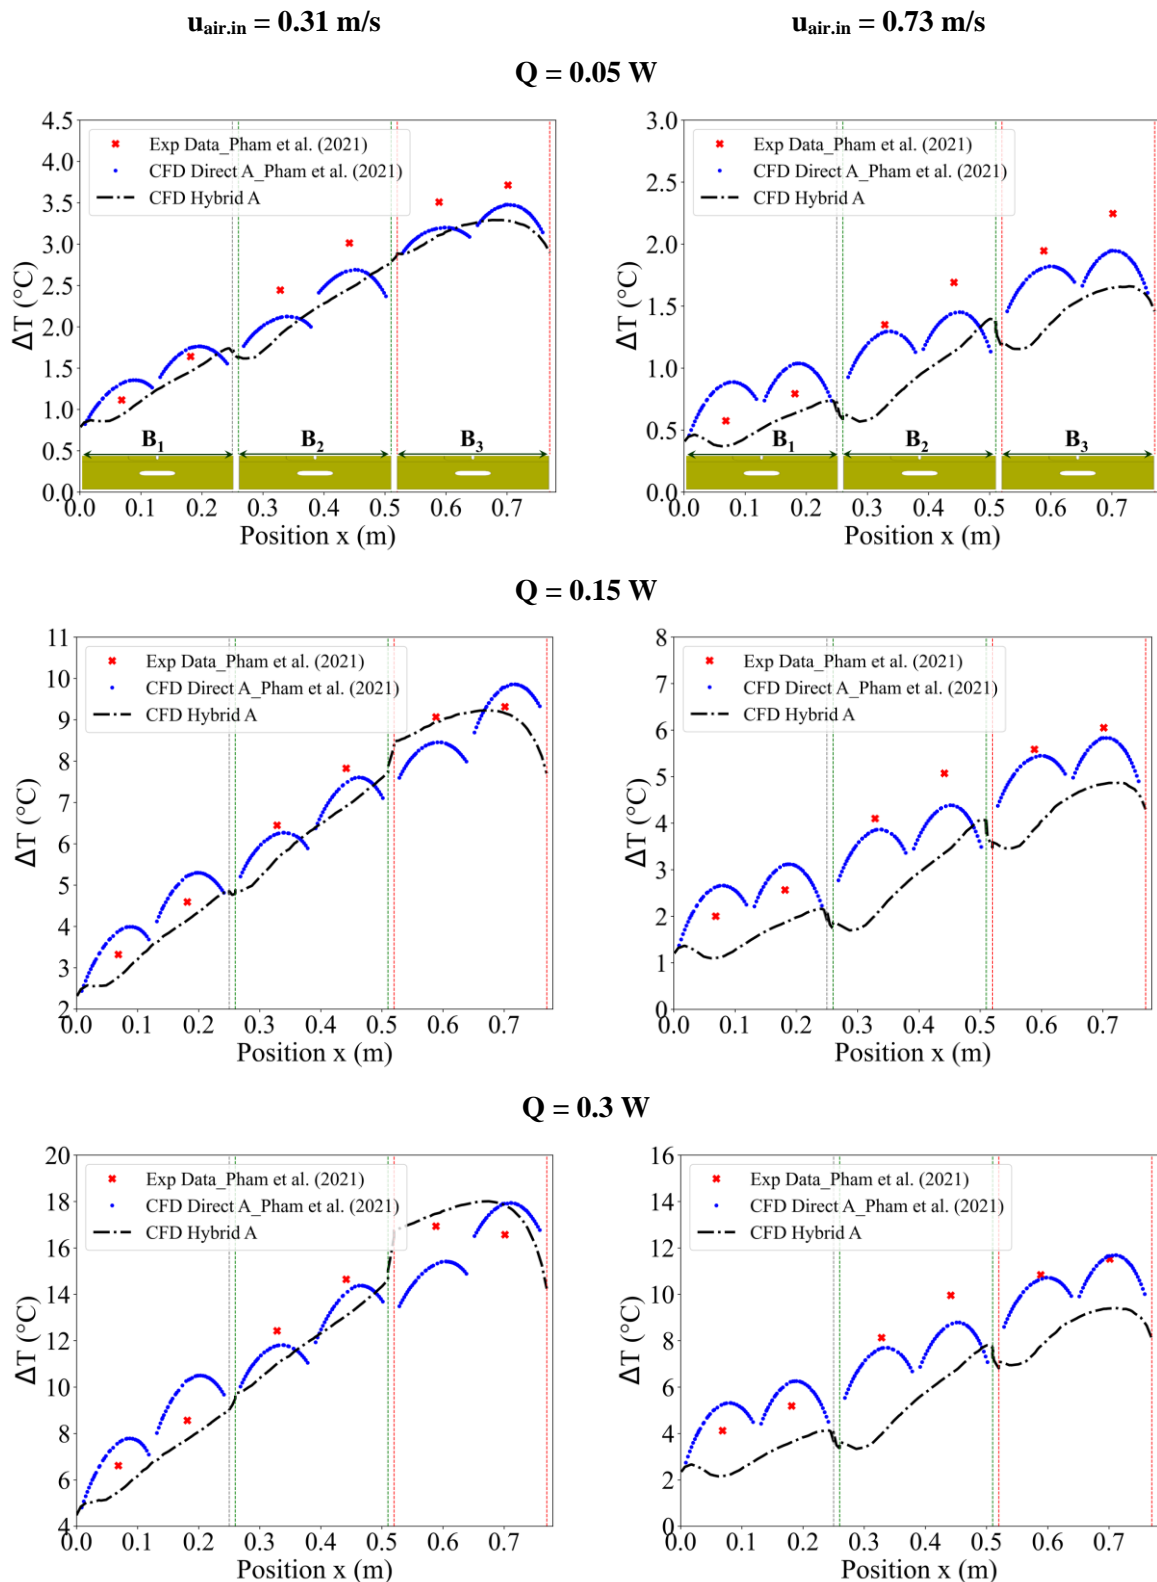 u_air.in = 0.31 m/s
u_air.in = 0.73 m/s
Q = 0.05 W
4.5
4.0
3.5
3.0
2.5
2.0
1.5
1.0
0.5
0.0
ΔT (°C)
Exp Data_Pham et al. (2021)
CFD Direct A_Pham et al. (2021)
CFD Hybrid A
B1
B2
B3
0.0 0.1 0.2 0.3 0.4 0.5 0.6 0.7
Position x (m)
3.0
2.5
2.0
1.5
1.0
0.5
0.0
ΔT (°C)
Exp Data_Pham et al. (2021)
CFD Direct A_Pham et al. (2021)
CFD Hybrid A
B1
B2
B3
0.0 0.1 0.2 0.3 0.4 0.5 0.6 0.7
Position x (m)
Q = 0.15 W
11
10
9
8
7
6
5
4
3
2
ΔT (°C)
Exp Data_Pham et al. (2021)
CFD Direct A_Pham et al. (2021)
CFD Hybrid A
0.0 0.1 0.2 0.3 0.4 0.5 0.6 0.7
Position x (m)
8
7
6
5
4
3
2
1
0
ΔT (°C)
Exp Data_Pham et al. (2021)
CFD Direct A_Pham et al. (2021)
CFD Hybrid A
0.0 0.1 0.2 0.3 0.4 0.5 0.6 0.7
Position x (m)
Q = 0.3 W
20
18
16
14
12
10
8
6
4
ΔT (°C)
Exp Data_Pham et al. (2021)
CFD Direct A_Pham et al. (2021)
CFD Hybrid A
0.0 0.1 0.2 0.3 0.4 0.5 0.6 0.7
Position x (m)
16
14
12
10
8
6
4
2
0
ΔT (°C)
Exp Data_Pham et al. (2021)
CFD Direct A_Pham et al. (2021)
CFD Hybrid A
0.0 0.1 0.2 0.3 0.4 0.5 0.6 0.7
Position x (m)